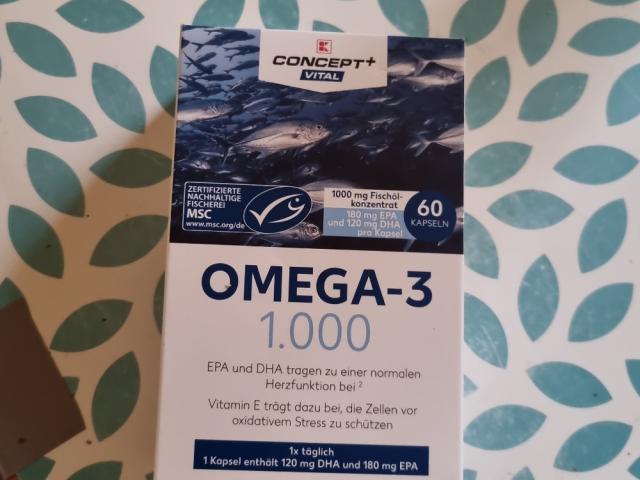 K
CONCEPT+
VITAL
ZERTIFIZIERTE
NACHHALTIGE
FISCHEREI
MSC
www.msc.org/de
1000 mg Fischöl-
konzentrat
180 mg EPA
und 120 mg DHA
pro Kapsel
60
KAPSELN
OMEGA-3
1.000
EPA und DHA tragen zu einer normalen
Herzfunktion bei ²
Vitamin E trägt dazu bei, die Zellen vor
oxidativem Stress zu schützen
1x täglich
1 Kapsel enthält 120 mg DHA und 180 mg EPA